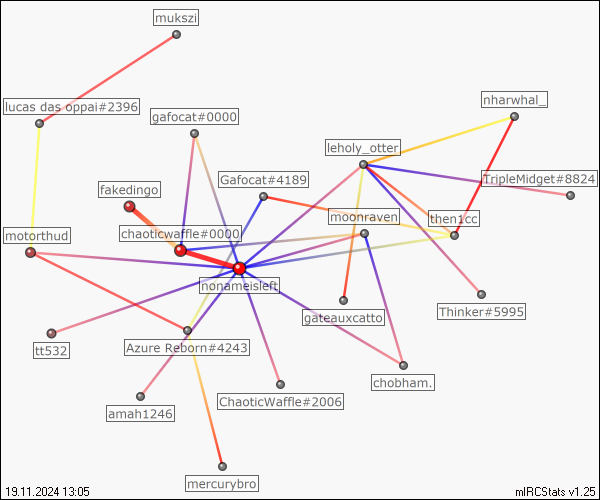 mukszi
nharwhal_
lucas das oppai#2396
gafocat#0000
leholy_otter
Gafocat#4189
TripleMidget#8824
fakedingo
moonraven
then1cc
chaoticwaffle#0000
motorthud
nonameisleft
Thinker#5995
gateauxcatto
Azure Reborn#4243
tt532
chobham.
ChaoticWaffle#2006
amah1246
mercurybro
19.11.2024 13:05
mIRCStats v1.25